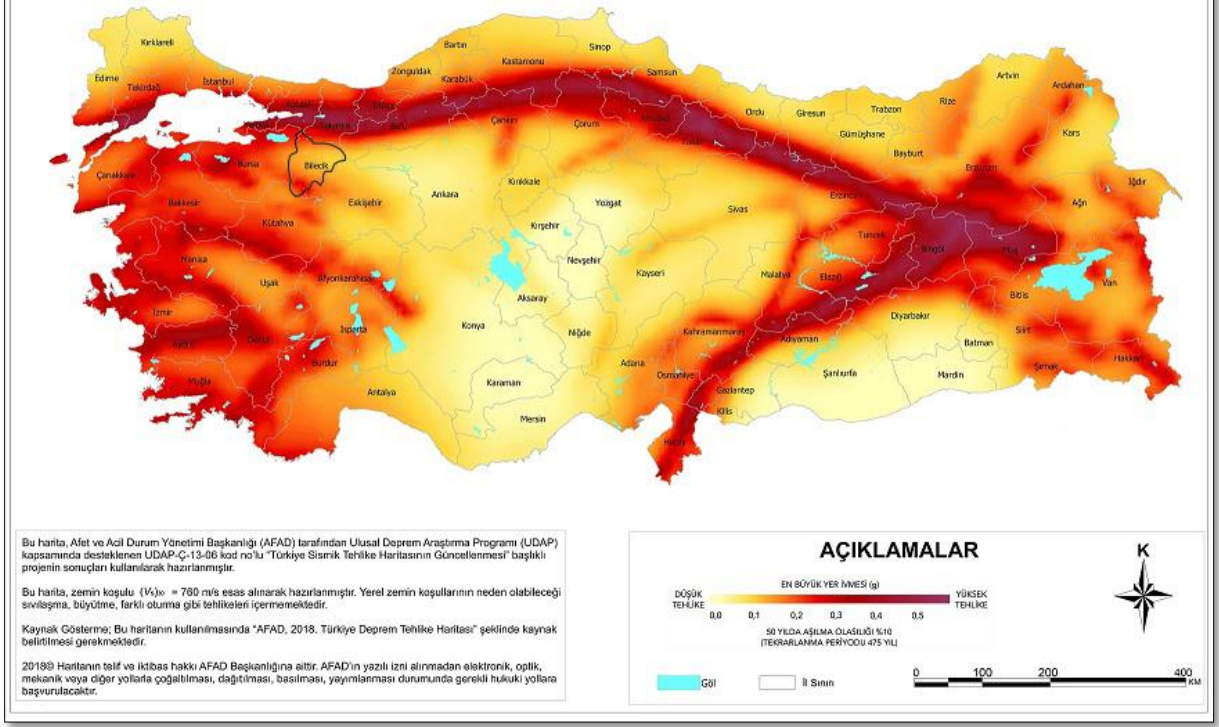 Kırklareli
Edirne
Tekirdağ
İstanbul
Kocaeli
Yalova
Sakarya
Düzce
Bolu
Zonguldak
Bartın
Karabük
Kastamonu
Sinop
Samsun
Ordu
Giresun
Trabzon
Rize
Artvin
Ardahan
Kars
Iğdır
Ağrı
Gümüşhane
Bayburt
Erzurum
Erzincan
Çankırı
Çorum
Amasya
Tokat
Çanakkale
Bursa
Bilecik
Balıkesir
Eskişehir
Ankara
Kırıkkale
Yozgat
Sivas
Kütahya
Kırşehir
Tunceli
Bingöl
Muş
Manisa
Uşak
Afyonkarahisar
Nevşehir
Kayseri
Malatya
Elazığ
Bitlis
Van
Aksaray
İzmir
Konya
Niğde
Diyarbakır
Siirt
Aydın
Denizli
Isparta
Burdur
Kahramanmaraş
Adıyaman
Batman
Hakkari
Muğla
Antalya
Karaman
Adana
Osmaniye
Gaziantep
Şanlıurfa
Mardin
Şırnak
Kilis
Mersin
Hatay
Bu harita, Afet ve Acil Durum Yönetimi Başkanlığı (AFAD) tarafından Ulusal Deprem Araştırma Programı (UDAP)
kapsamında desteklenen UDAP-Ç-13-06 kod no'lu "Türkiye Sismik Tehlike Haritasının Güncellenmesi" başlıklı
projenin sonuçları kullanılarak hazırlanmıştır.
Bu harita, zemin koşulu (Vs)30 = 760 m/s esas alınarak hazırlanmıştır. Yerel zemin koşullarının neden olabileceği
sıvılaşma, büyütme, farklı oturma gibi tehlikeleri içermemektedir.
Kaynak Gösterme; Bu haritanın kullanılmasında "AFAD, 2018. Türkiye Deprem Tehlike Haritası" şeklinde kaynak
belirtilmesi gerekmektedir.
2018© Haritanın telif ve iktibas hakkı AFAD Başkanlığına aittir. AFAD'ın yazılı izni alınmadan elektronik, optik,
mekanik veya diğer yollarla çoğaltılması, dağıtılması, basılması, yayımlanması durumunda gerekli hukuki yollara
başvurulacaktır.
AÇIKLAMALAR
EN BÜYÜK YER İVMESİ (g)
DÜŞÜK
TEHLİKE
YÜKSEK
TEHLİKE
0,0 0,1 0,2 0,3 0,4 0,5
50 YILDA AŞILMA OLASILIĞI %10
(TEKRARLANMA PERİYODU 475 YIL)
Göl
İl Sınırı
K
0 100 200 400
KM